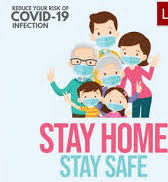 REDUCE YOUR RISK OF
COVID-19
INFECTION
L
STAY HOME
STAY SAFE